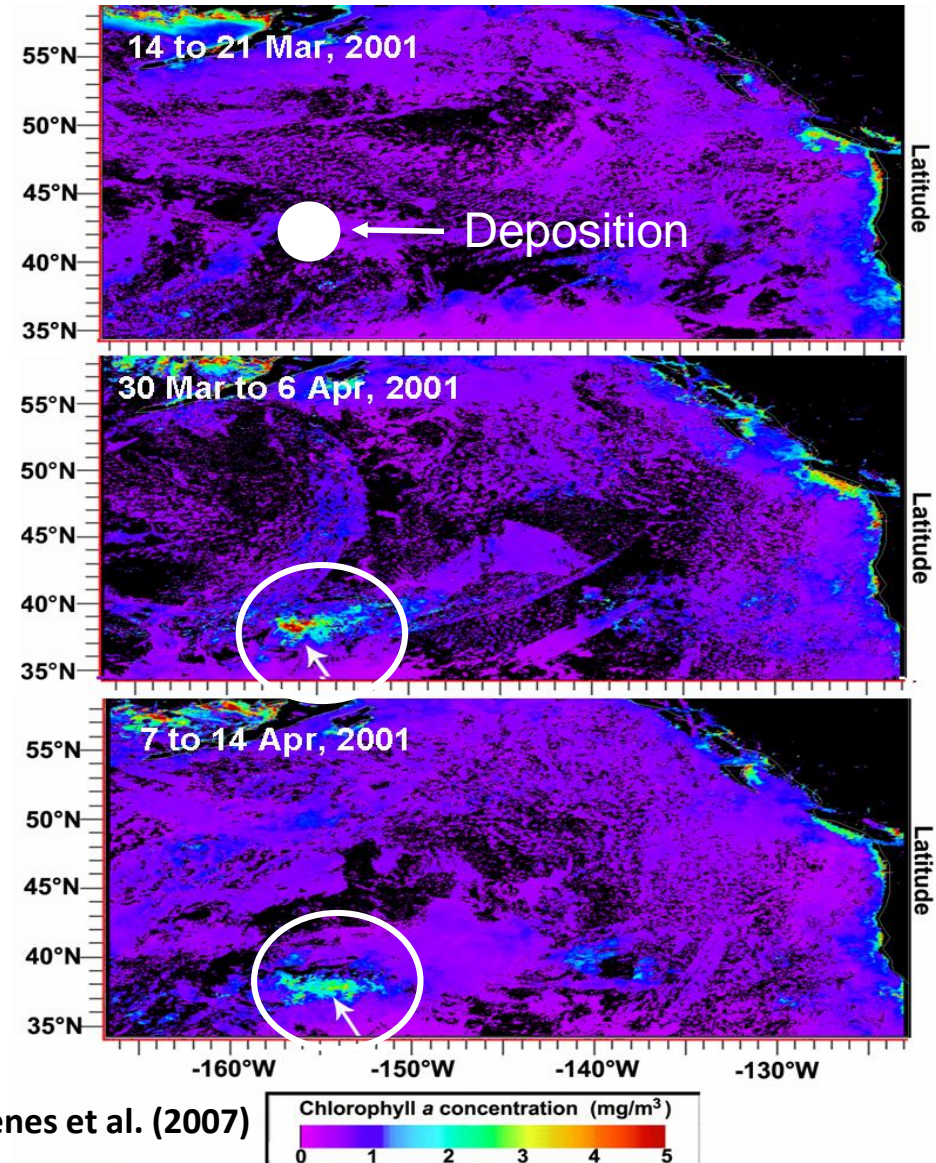 14 to 21 Mar, 2001
55°N
50°N
45°N
40°N
35°N
Latitude
Deposition
30 Mar to 6 Apr, 2001
55°N
50°N
45°N
40°N
35°N
Latitude
7 to 14 Apr, 2001
55°N
50°N
45°N
40°N
35°N
Latitude
-160°W -150°W -140°W -130°W
enes et al. (2007)
Chlorophyll a concentration (mg/m³)
0 1 2 3 4 5